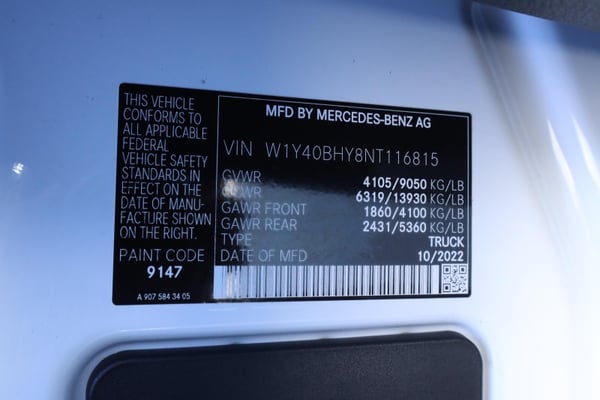 THIS VEHICLE
CONFORMS TO
ALL APPLICABLE
FEDERAL
VEHICLE SAFETY
STANDARDS IN
EFFECT ON THE
DATE OF MANU-
FACTURE SHOWN
ON THE RIGHT.
PAINT CODE
9147
A 907 584 34 05
MFD BY MERCEDES-BENZ AG
VIN W1Y40BHY8NT116815
GVWR 4105/9050 KG/LB
GCWR 6319/13930 KG/LB
GAWR FRONT 1860/4100 KG/LB
GAWR REAR 2431/5360 KG/LB
TYPE TRUCK
DATE OF MFD 10/2022